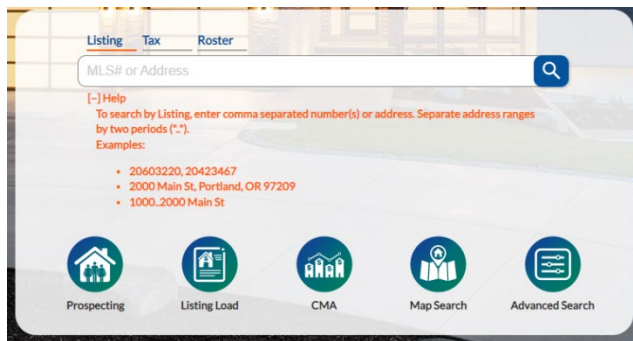 Listing Tax Roster
MLS# or Address
[-] Help
To search by Listing, enter comma separated number(s) or address. Separate address ranges
by two periods ("..").
Examples:
• 20603220, 20423467
• 2000 Main St, Portland, OR 97209
• 1000..2000 Main St
Prospecting Listing Load CMA Map Search Advanced Search